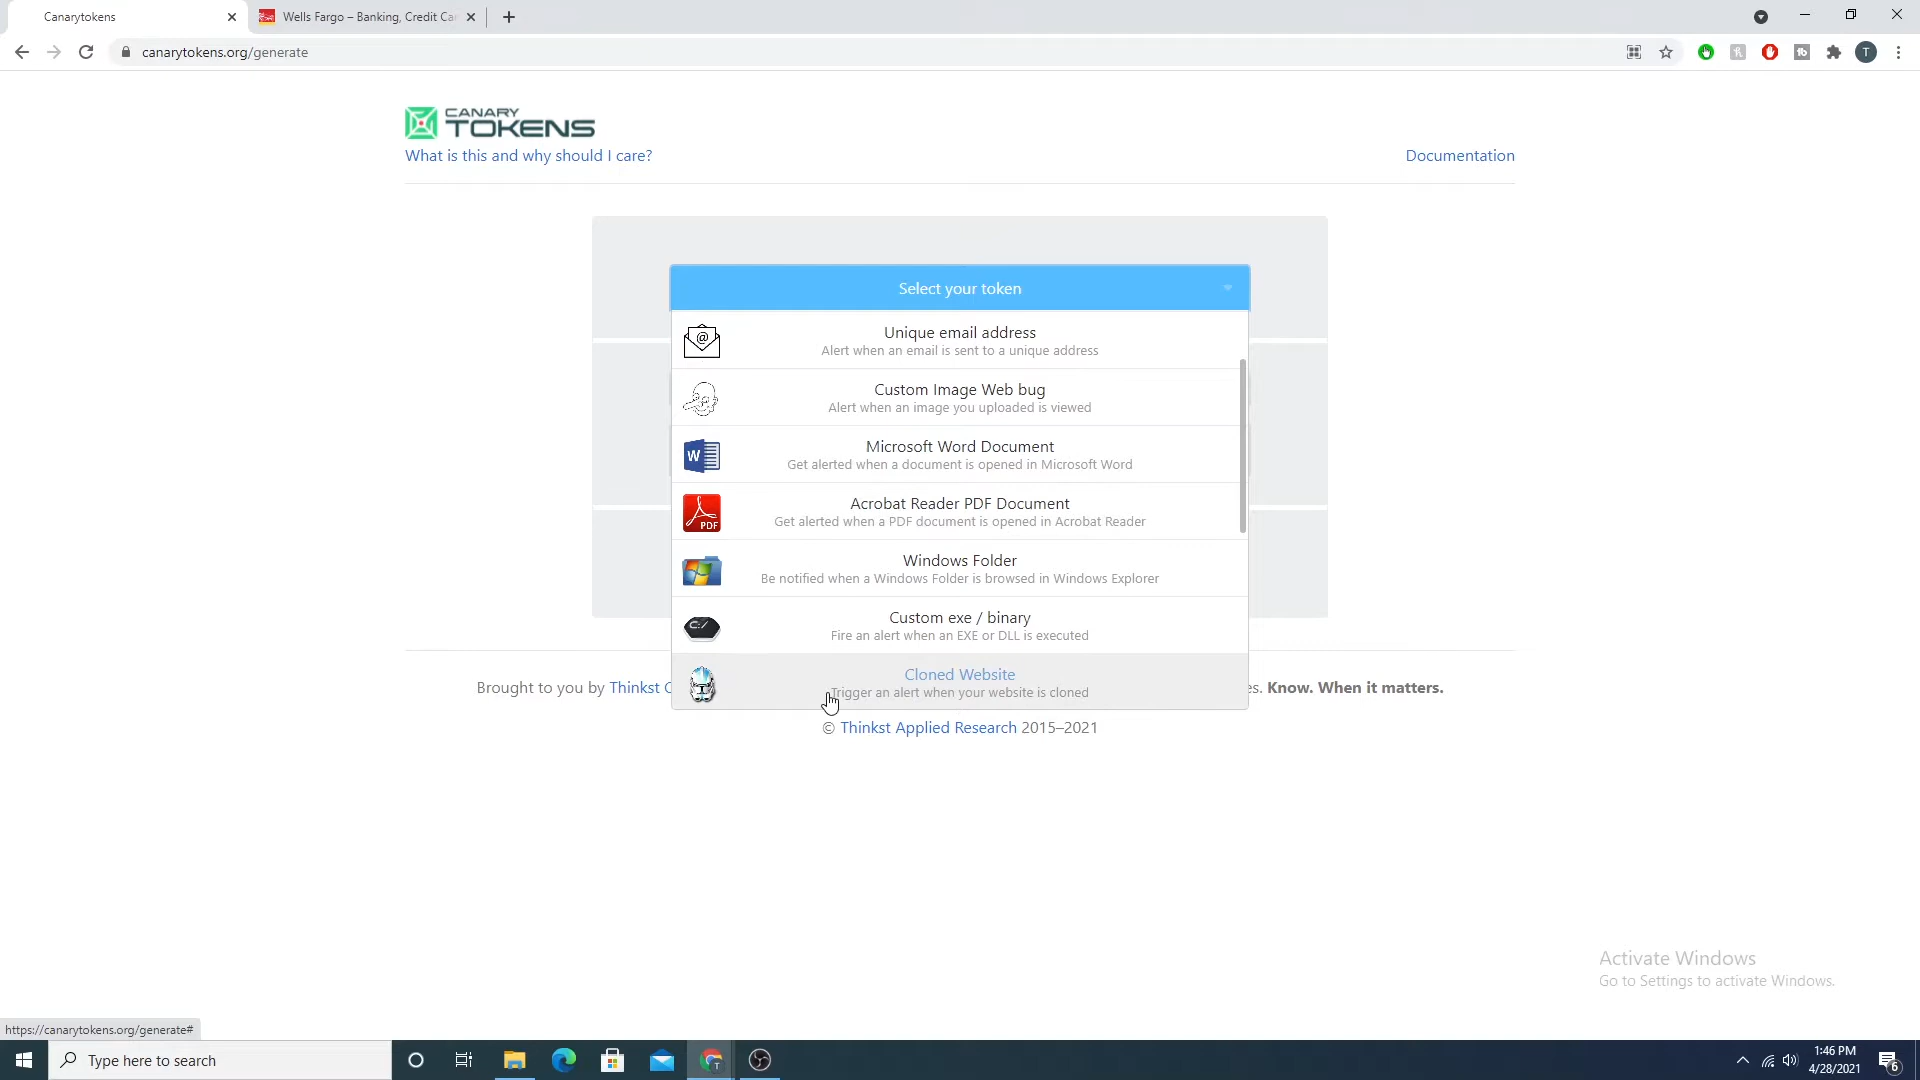 Canarytokens
Wells Fargo – Banking, Credit Ca
canarytokens.org/generate
T
CANARY
TOKENS
What is this and why should I care?
Documentation
Select your token
Unique email address
Alert when an email is sent to a unique address
Custom Image Web bug
Alert when an image you uploaded is viewed
Microsoft Word Document
Get alerted when a document is opened in Microsoft Word
Acrobat Reader PDF Document
Get alerted when a PDF document is opened in Acrobat Reader
PDF
Windows Folder
Be notified when a Windows Folder is browsed in Windows Explorer
Custom exe / binary
Fire an alert when an EXE or DLL is executed
C:/
Cloned Website
Trigger an alert when your website is cloned
Brought to you by Thinkst C
es. Know. When it matters.
© Thinkst Applied Research 2015–2021
Activate Windows
Go to Settings to activate Windows.
https://canarytokens.org/generate#
Type here to search
1:46 PM
4/28/2021
6